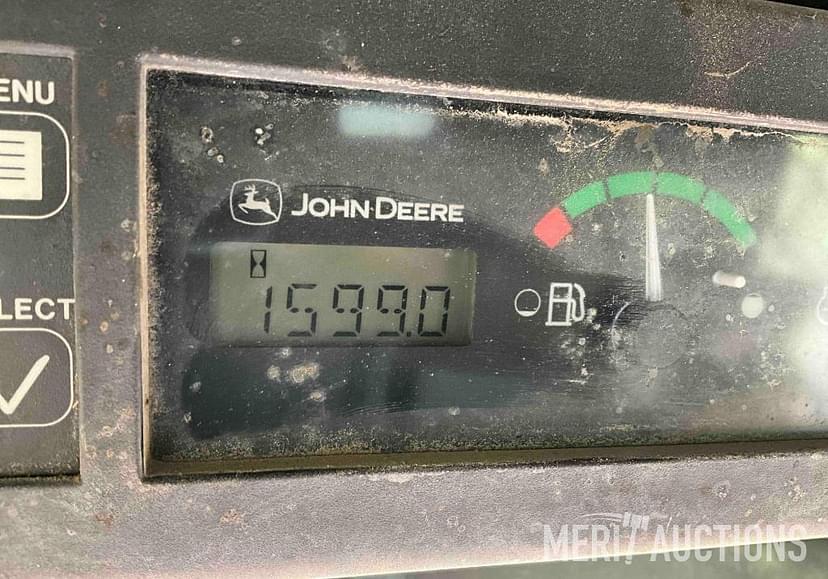 ENU
JOHN DEERE
1599.0
LECT
MERIT AUCTIONS